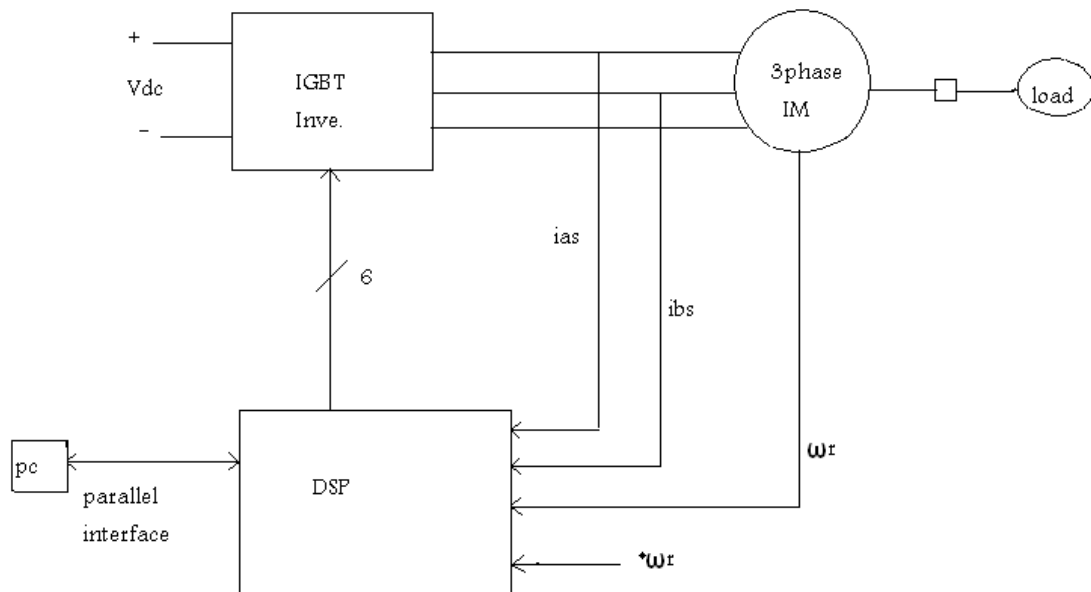 +
Vdc
-
IGBT
Inve.
3phase
IM
load
ias
6
ibs
ωr
pc
DSP
parallel
interface
*ωr